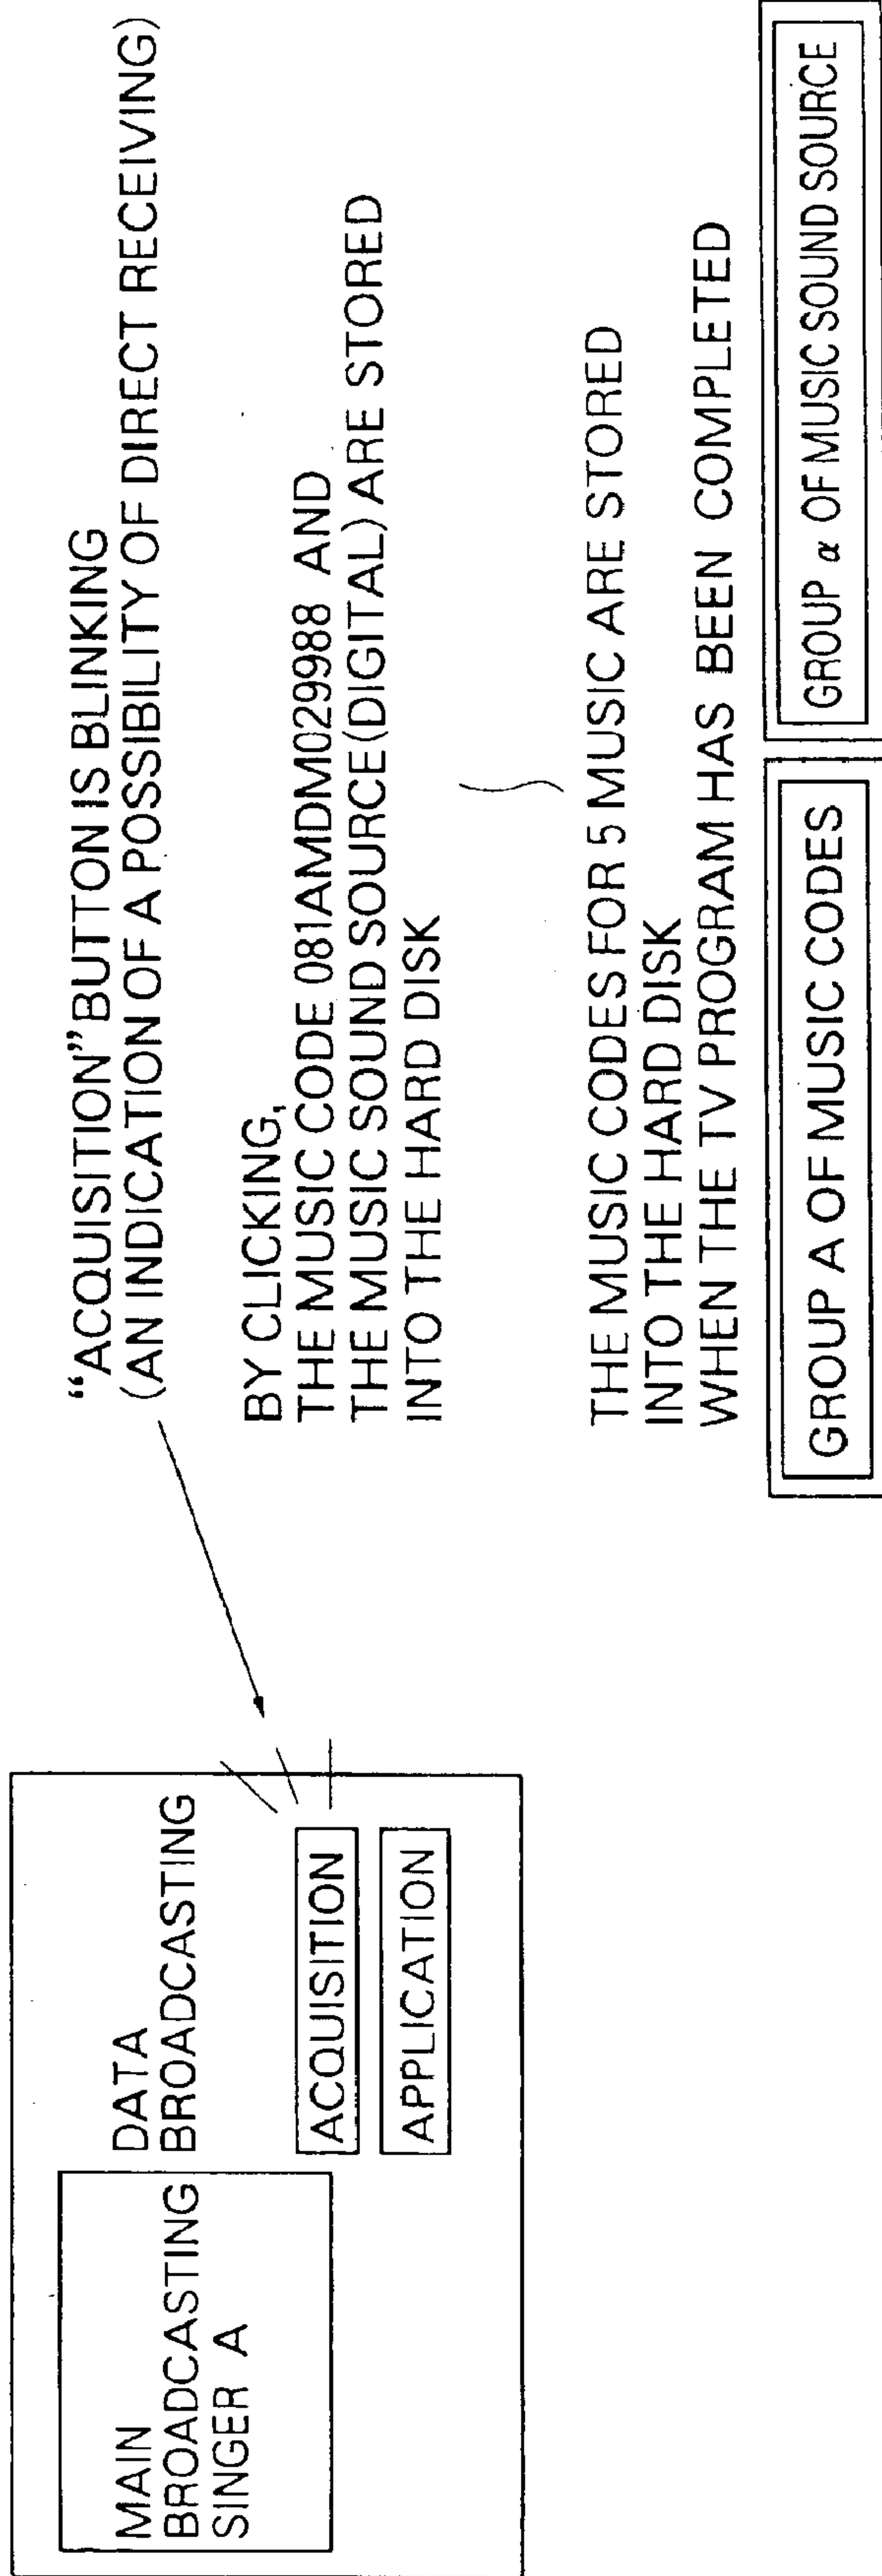 MAIN
BROADCASTING
SINGER A
DATA
BROADCASTING
ACQUISITION
APPLICATION
“ACQUISITION” BUTTON IS BLINKING
(AN INDICATION OF A POSSIBILITY OF DIRECT RECEIVING)
BY CLICKING,
THE MUSIC CODE 081AMDM029988 AND
THE MUSIC SOUND SOURCE(DIGITAL) ARE STORED
INTO THE HARD DISK
THE MUSIC CODES FOR 5 MUSIC ARE STORED
INTO THE HARD DISK
WHEN THE TV PROGRAM HAS BEEN COMPLETED
GROUP A OF MUSIC CODES
GROUP α OF MUSIC SOUND SOURCE